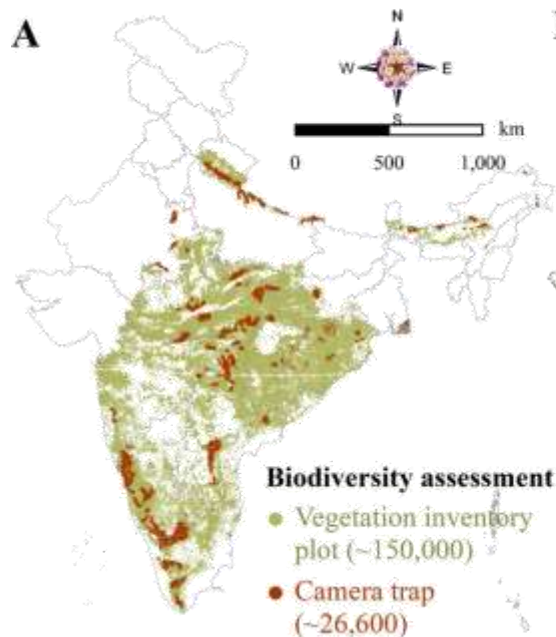 A
N
W E
S
km
0 500 1,000
Biodiversity assessment
Vegetation inventory
plot (~150,000)
Camera trap
(~26,600)